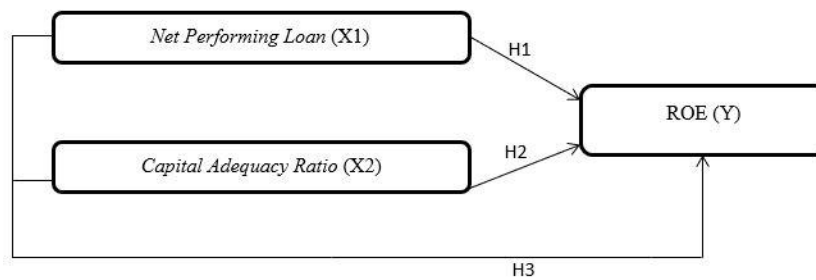 Net Performing Loan (X1)
H1
ROE (Y)
H2
Capital Adequacy Ratio (X2)
H3